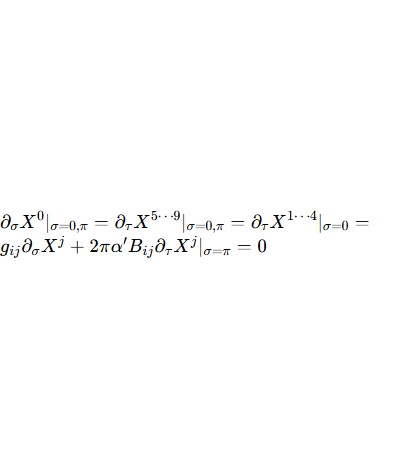 ∂_σX^0|_{σ=0,π} = ∂_τX^{5⋯9}|_{σ=0,π} = ∂_τX^{1⋯4}|_{σ=0} =
g_{ij}∂_σX^j + 2πα′B_{ij}∂_τX^j|_{σ=π} = 0